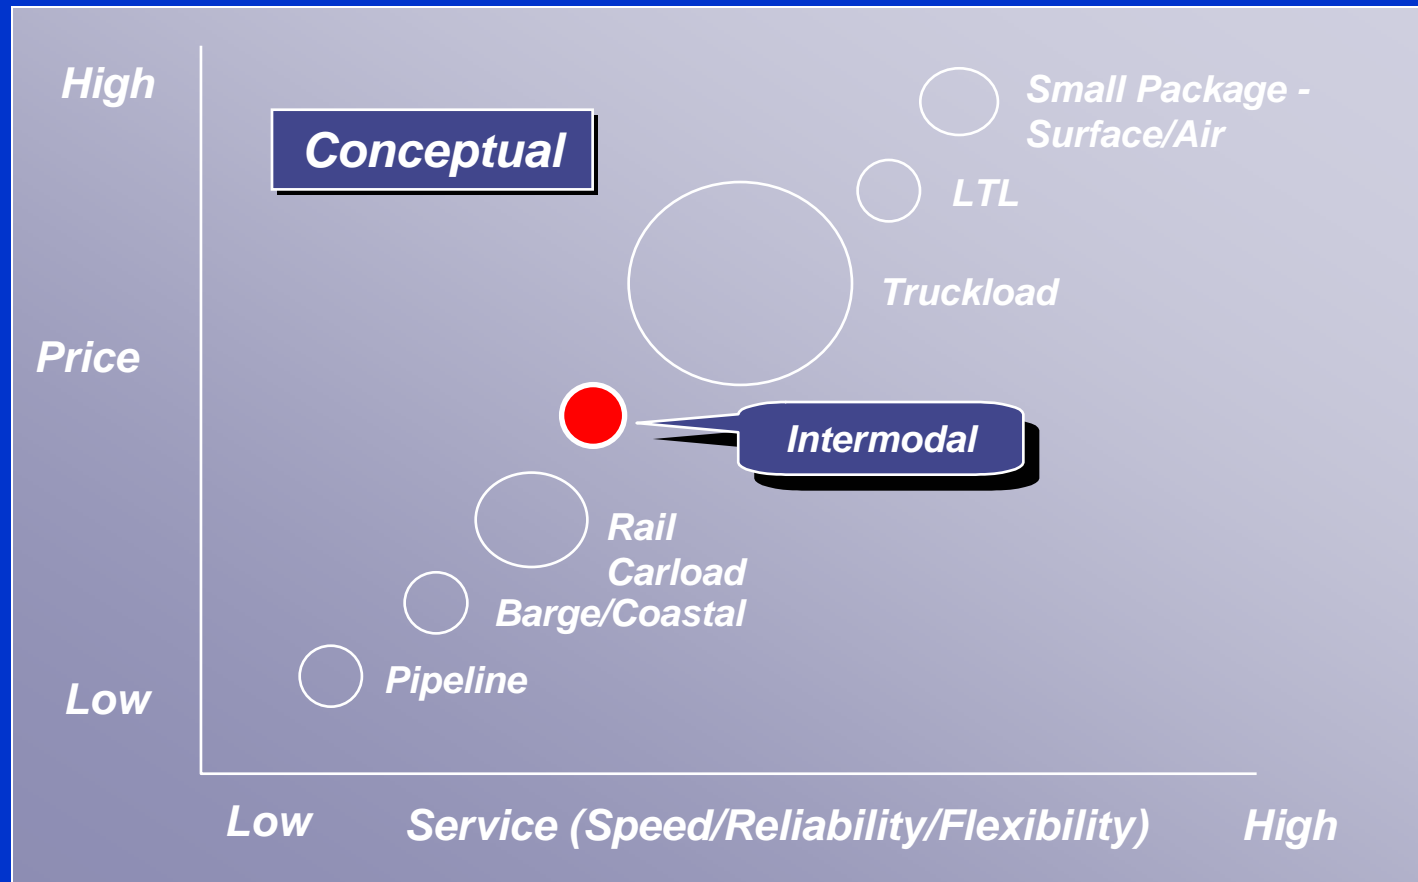 High
Conceptual
Small Package -
Surface/Air
LTL
Truckload
Price
Intermodal
Rail
Carload
Barge/Coastal
Pipeline
Low
Low
Service (Speed/Reliability/Flexibility)
High